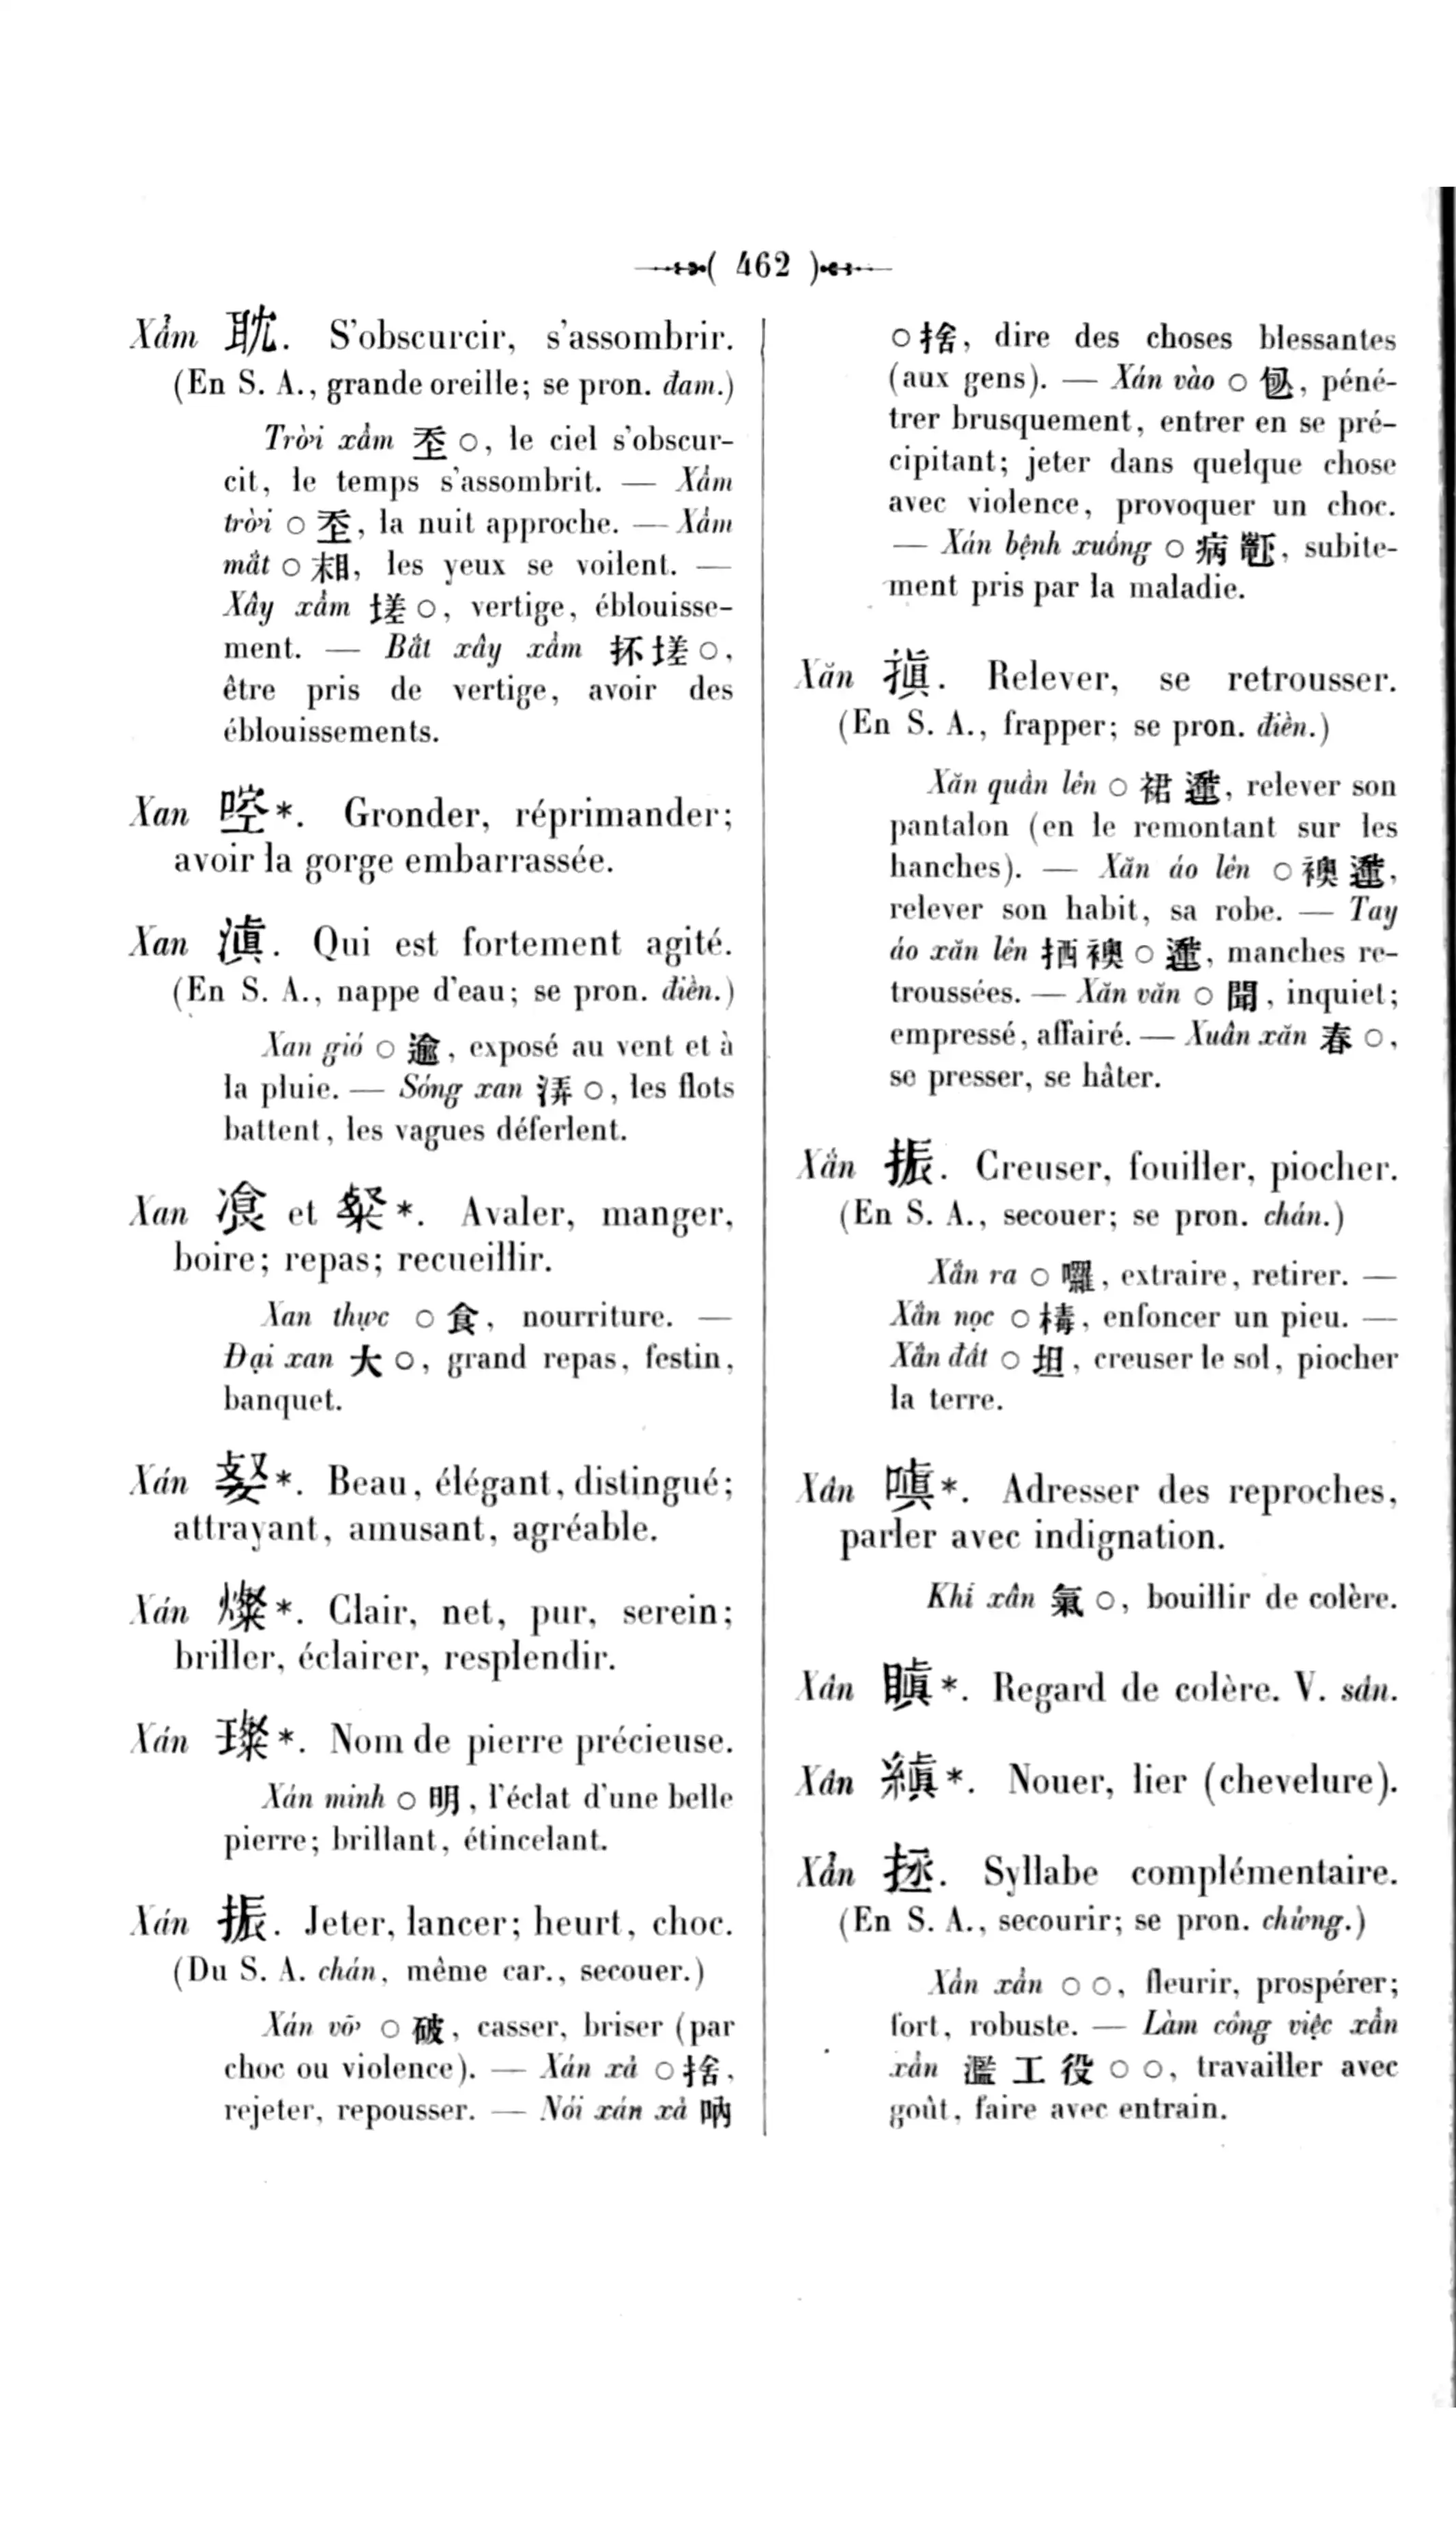 ( 462 )
Xẩm 耽. S'obscurcir, s'assombrir.
(En S. A., grande oreille; se pron. đam.)
Trời xẩm 𡗶 ○, le ciel s'obscur-
cit, le temps s'assombrit. — Xẩm
trời ○ 𡗶, la nuit approche. — Xẩm
mắt ○ 𬑉, les yeux se voilent. —
Xây xẩm 搓 ○, vertige, éblouisse-
ment. — Bắt xây xẩm 抔 搓 ○,
être pris de vertige, avoir des
éblouissements.
Xan 啌*. Gronder, réprimander;
avoir la gorge embarrassée.
Xan 滇. Qui est fortement agité.
(En S. A., nappe d'eau; se pron. điền.)
Xan gió ○, exposé au vent et à
la pluie. — Sóng xan ○, les flots
battent, les vagues déferlent.
Xan 飡 et 粲*. Avaler, manger,
boire; repas; recueillir.
Xan thực ○ 食, nourriture. —
Đại xan 大 ○, grand repas, festin,
banquet.
Xán 㛑*. Beau, élégant, distingué;
attrayant, amusant, agréable.
Xán 燦*. Clair, net, pur, serein;
briller, éclairer, resplendir.
Xán 璨*. Nom de pierre précieuse.
Xán minh ○ 明, l'éclat d'une belle
pierre; brillant, étincelant.
Xán 振. Jeter, lancer; heurt, choc.
(Du S. A. chán, même car., secouer.)
Xán vỡ ○ 破, casser, briser (par
choc ou violence). — Xán xả ○ 捨,
rejeter, repousser. — Nói xán xả 吶
○ 捨, dire des choses blessantes
(aux gens). — Xán vào ○, péné-
trer brusquement, entrer en se pré-
cipitant; jeter dans quelque chose
avec violence, provoquer un choc.
— Xán bệnh xuống ○ 病, subite-
ment pris par la maladie.
Xăn 搷. Relever, se retrousser.
(En S. A., frapper; se pron. điền.)
Xăn quần lên ○ 裙, relever son
pantalon (en le remontant sur les
hanches). — Xăn áo lên ○ 襖,
relever son habit, sa robe. — Tay
áo xăn lên 拪 襖 ○, manches re-
troussées. — Xăn văn ○ 聞, inquiet;
empressé, affairé. — Xuân xăn 春 ○,
se presser, se hâter.
Xắn 振. Creuser, fouiller, piocher.
(En S. A., secouer; se pron. chán.)
Xắn ra ○ 囉, extraire, retirer. —
Xắn nọc ○, enfoncer un pieu. —
Xắn đất ○ 坦, creuser le sol, piocher
la terre.
Xân 嗔*. Adresser des reproches,
parler avec indignation.
Khí xân 氣 ○, bouillir de colère.
Xân 瞋*. Regard de colère. V. sân.
Xân 縝*. Nouer, lier (chevelure).
Xẩn 拯. Syllabe complémentaire.
(En S. A., secourir; se pron. chửng.)
Xẩn xẩn ○ ○, fleurir, prospérer;
fort, robuste. — Làm công việc xẩn
xẩn 濫 工 役 ○ ○, travailler avec
goût, faire avec entrain.